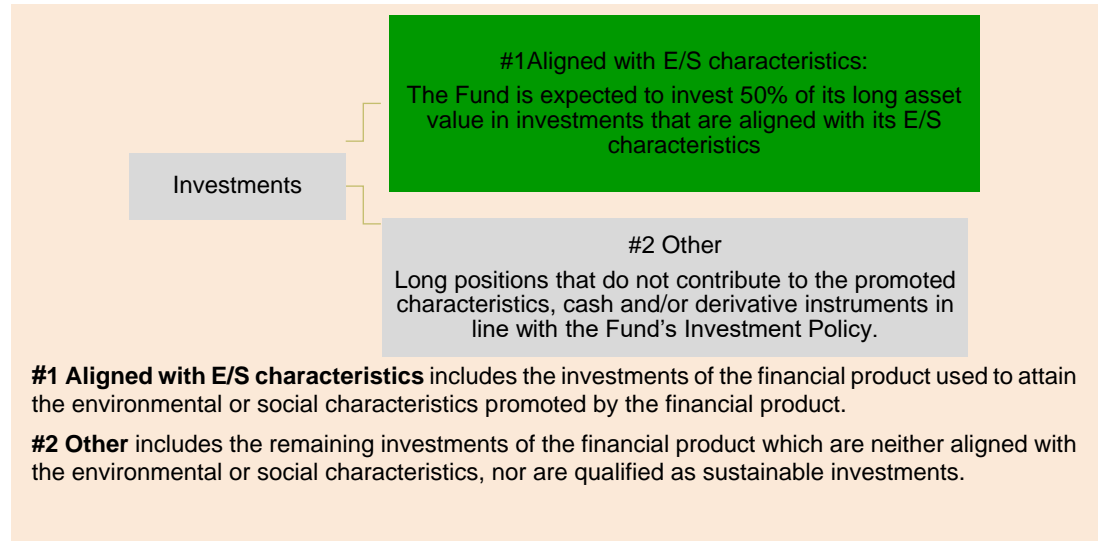 #1Aligned with E/S characteristics:
The Fund is expected to invest 50% of its long asset
value in investments that are aligned with its E/S
characteristics
Investments
#2 Other
Long positions that do not contribute to the promoted
characteristics, cash and/or derivative instruments in
line with the Fund's Investment Policy.
#1 Aligned with E/S characteristics includes the investments of the financial product used to attain
the environmental or social characteristics promoted by the financial product.
#2 Other includes the remaining investments of the financial product which are neither aligned with
the environmental or social characteristics, nor are qualified as sustainable investments.